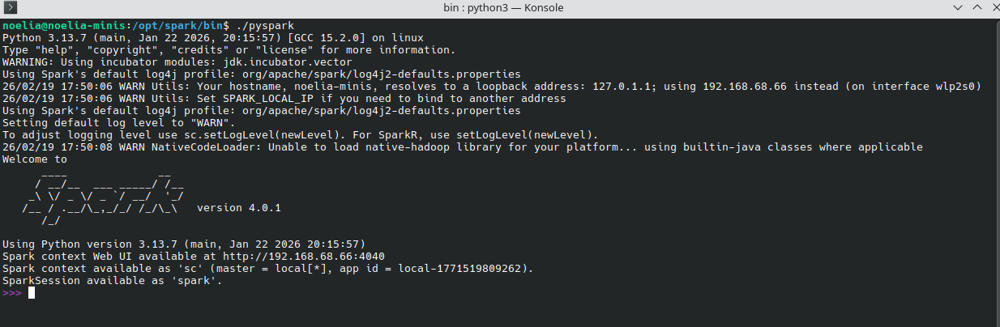 bin : python3 — Konsole
noelia@noelia-minis:/opt/spark/bin$ ./pyspark
Python 3.13.7 (main, Jan 22 2026, 20:15:57) [GCC 15.2.0] on linux
Type "help", "copyright", "credits" or "license" for more information.
WARNING: Using incubator modules: jdk.incubator.vector
Using Spark's default log4j profile: org/apache/spark/log4j2-defaults.properties
26/02/19 17:50:06 WARN Utils: Your hostname, noelia-minis, resolves to a loopback address: 127.0.1.1; using 192.168.68.66 instead (on interface wlp2s0)
26/02/19 17:50:06 WARN Utils: Set SPARK_LOCAL_IP if you need to bind to another address
Using Spark's default log4j profile: org/apache/spark/log4j2-defaults.properties
Setting default log level to "WARN".
To adjust logging level use sc.setLogLevel(newLevel). For SparkR, use setLogLevel(newLevel).
26/02/19 17:50:08 WARN NativeCodeLoader: Unable to load native-hadoop library for your platform... using builtin-java classes where applicable
Welcome to
      ____              __
     / __/__  ___ _____/ /__
    _\ \/ _ \/ _ `/ __/  '_/
   /__ / .__/\_,_/_/ /_/\_\   version 4.0.1
      /_/
Using Python version 3.13.7 (main, Jan 22 2026 20:15:57)
Spark context Web UI available at http://192.168.68.66:4040
Spark context available as 'sc' (master = local[*], app id = local-1771519809262).
SparkSession available as 'spark'.
>>>